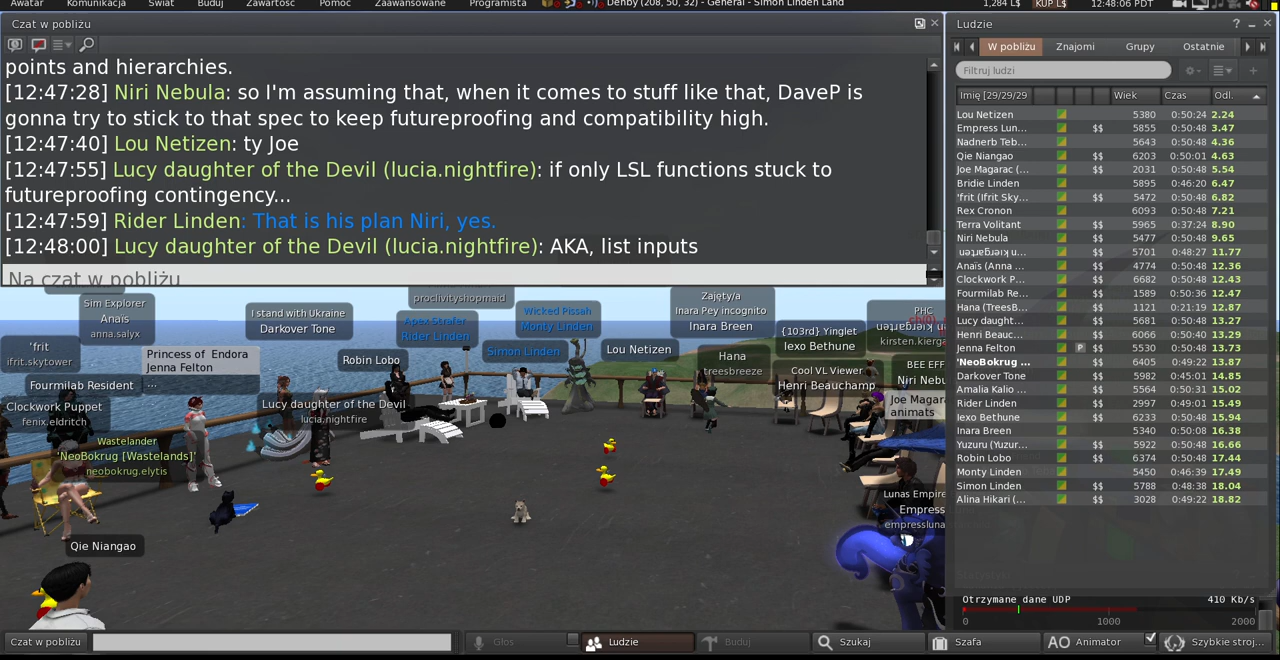 Awatar Komunikacja Świat Buduj Zawartość Pomoc Zaawansowane Programista Denby (208, 50, 32) - General - Simon Linden Land 1,284 L$ KUP L$ 12:48:06 PDT
Czat w pobliżu
points and hierarchies.
[12:47:28] Niri Nebula: so I'm assuming that, when it comes to stuff like that, DaveP is
gonna try to stick to that spec to keep futureproofing and compatibility high.
[12:47:40] Lou Netizen: ty Joe
[12:47:55] Lucy daughter of the Devil (lucia.nightfire): if only LSL functions stuck to
futureproofing contingency...
[12:47:59] Rider Linden: That is his plan Niri, yes.
[12:48:00] Lucy daughter of the Devil (lucia.nightfire): AKA, list inputs
Na czat w pobliżu
Sim Explorer
Anaïs
anna.salyx
I stand with Ukraine
Darkover Tone
proclivityshopmaid
Apex Strafer
Rider Linden
Wicked Pissah
Monty Linden
Simon Linden
Zajęty/a
Inara Pey incognito
Inara Breen
Lou Netizen
{103rd} Yinglet
Iexo Bethune
PHC
kirsten.kierga
'frit
ifrit.skytower
Princess of Endora
Jenna Felton
Robin Lobo
Hana
treesbreeze
Cool VL Viewer
Henri Beauchamp
BEE EFF
Niri Nebu
Fourmilab Resident ...
Joe Magara
animats
Clockwork Puppet
fenix.eldritch
Lucy daughter of the Devil
lucia.nightfire
Wastelander
'NeoBokrug [Wastelands]'
neobokrug.elytis
Lunas Empire
Empress
empressluna
Qie Niangao
Ludzie
W pobliżu Znajomi Grupy Ostatnie
Filtruj ludzi
Imię [29/29/29 Wiek Czas Odl.
Lou Netizen 5380 0:50:24 2.24
Empress Lun... $$ 5855 0:50:48 3.47
Nadnerb Teb... 5643 0:50:48 4.36
Qie Niangao $$ 6203 0:50:01 4.63
Joe Magarac (... $$ 2031 0:50:48 5.54
Bridie Linden 5895 0:46:20 6.47
'frit (Ifrit Sky... $$ 5472 0:50:48 6.82
Rex Cronon 6093 0:50:48 7.21
Terra Volitant $$ 5965 0:37:24 8.90
Niri Nebula $$ 5477 0:50:48 9.65
$$ 5701 0:48:27 11.77
Anaïs (Anna ... $$ 4774 0:50:48 12.36
Clockwork P... $$ 6682 0:50:48 12.43
Fourmilab Re... $$ 1589 0:50:36 12.47
Hana (TreesB... $$ 1121 0:21:19 12.87
Lucy daught... $$ 5681 0:50:48 13.27
Henri Beauc... $$ 6066 0:50:40 13.29
Jenna Felton P $$ 5530 0:50:48 13.73
'NeoBokrug ... $$ 6405 0:49:22 13.87
Darkover Tone $$ 5982 0:45:01 14.85
Amalia Kalio... $$ 5564 0:50:31 15.02
Rider Linden $$ 2997 0:49:01 15.49
Iexo Bethune $$ 6233 0:50:48 15.94
Inara Breen 5340 0:50:08 16.38
Yuzuru (Yuzur... $$ 5922 0:50:48 16.66
Robin Lobo $$ 6374 0:50:48 17.44
Monty Linden 5450 0:46:39 17.49
Simon Linden $$ 5788 0:48:38 18.04
Alina Hikari (... $$ 3028 0:49:22 18.82
Otrzymane dane UDP 410 Kb/s
0 1000 2000
Czat w pobliżu Głos Ludzie Buduj Szukaj Szafa AO Animator Szybkie stroj...